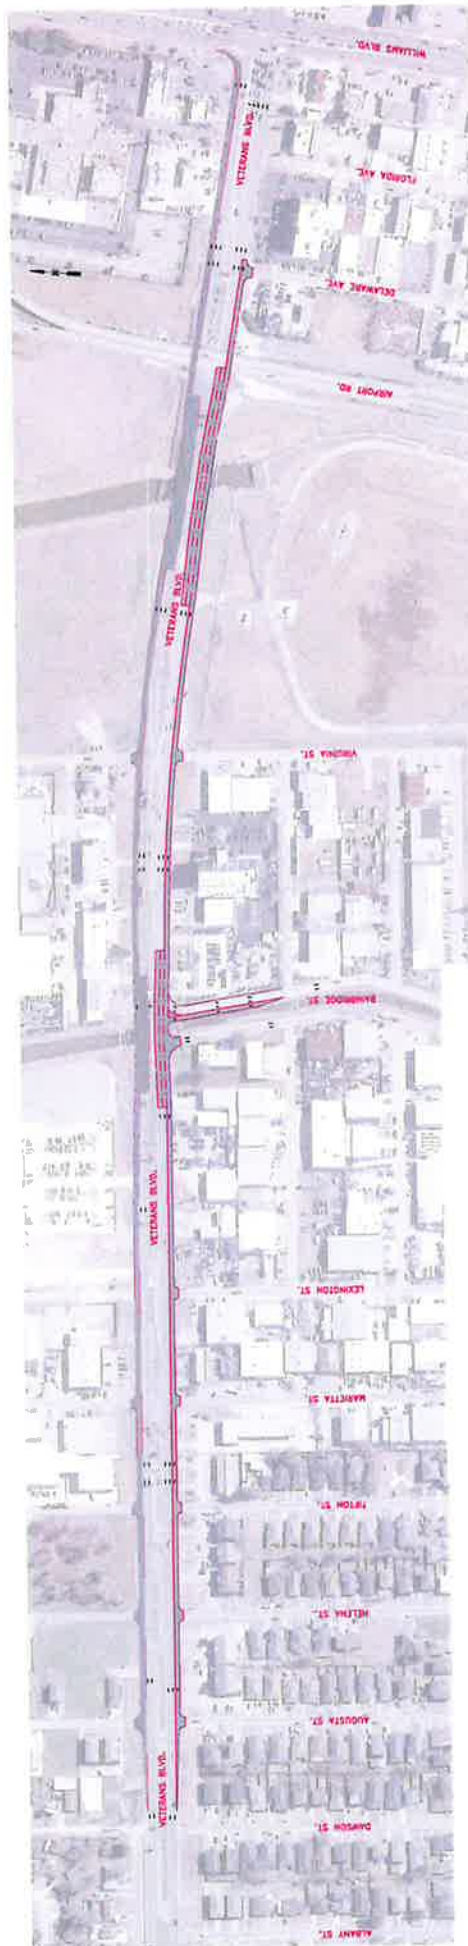 WILLIAMS BLVD.
VETERANS BLVD.
FLORIDA AVE.
DELAWARE AVE.
AIRPORT RD.
VETERANS BLVD.
VIRGINIA ST.
BAINBRIDGE ST.
VETERANS BLVD.
LEXINGTON ST.
MARIETTA ST.
TIFTON ST.
HELENA ST.
AUGUSTA ST.
VETERANS BLVD.
DAWSON ST.
ALBANY ST.